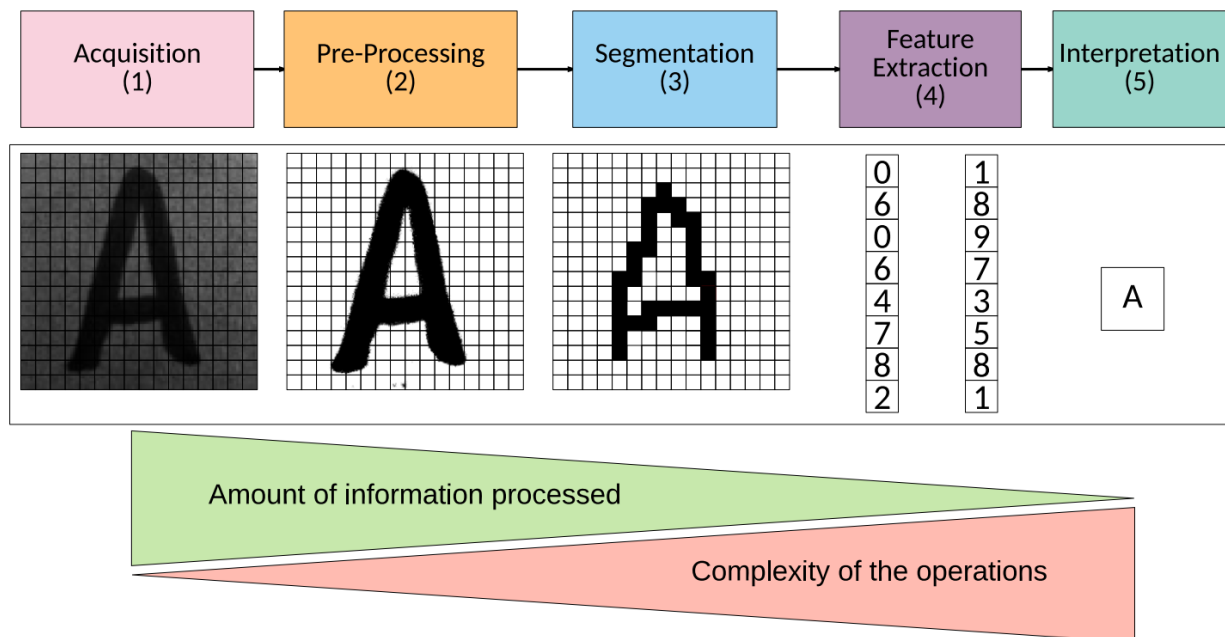 Acquisition
(1)
Pre-Processing
(2)
Segmentation
(3)
Feature
Extraction
(4)
Interpretation
(5)
A
A
A
0 1
6 8
0 9
6 7
4 3
7 5
8 8
2 1
A
Amount of information processed
Complexity of the operations